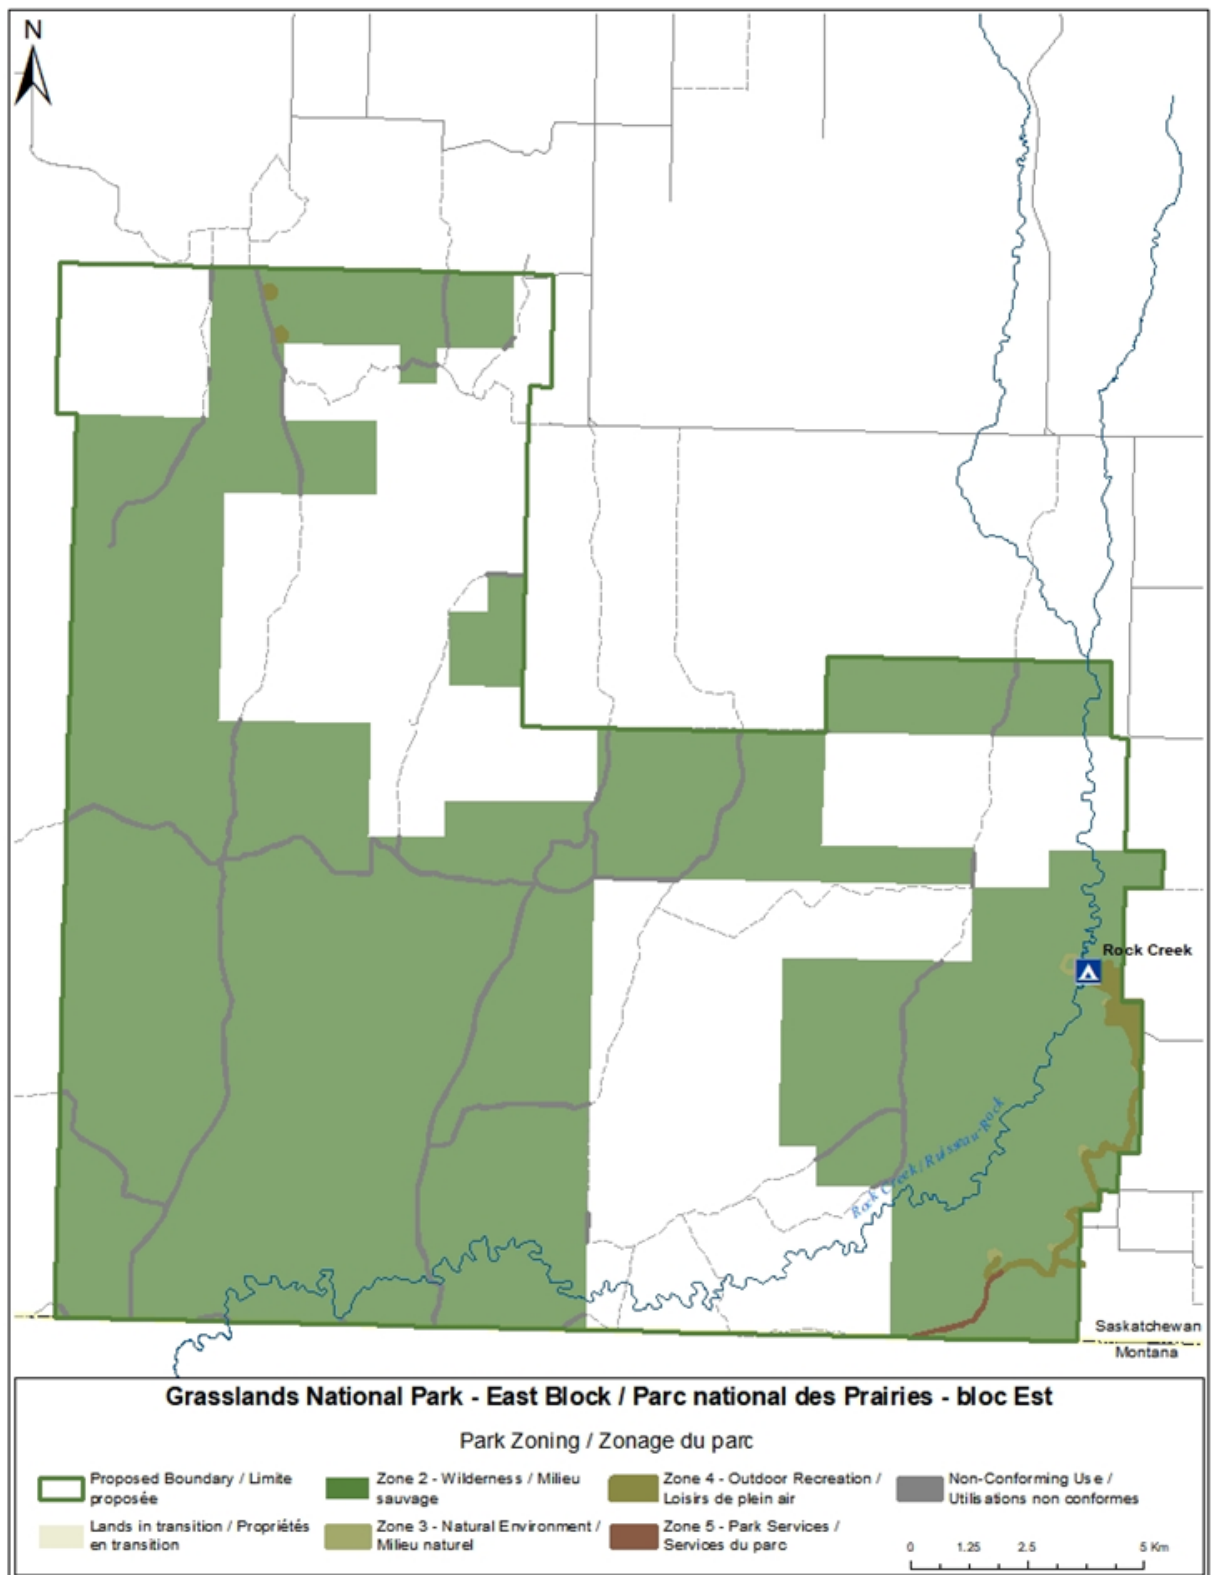 N
Rock Creek
Rock Creek / Ruisseau-Rock
Saskatchewan
Montana
Grasslands National Park - East Block / Parc national des Prairies - bloc Est
Park Zoning / Zonage du parc
Proposed Boundary / Limite
proposée
Zone 2 - Wilderness / Milieu
sauvage
Zone 4 - Outdoor Recreation /
Loisirs de plein air
Non-Conforming Use /
Utilisations non conformes
Lands in transition / Propriétés
en transition
Zone 3 - Natural Environment /
Milieu naturel
Zone 5 - Park Services /
Services du parc
0 1.25 2.5 5 Km